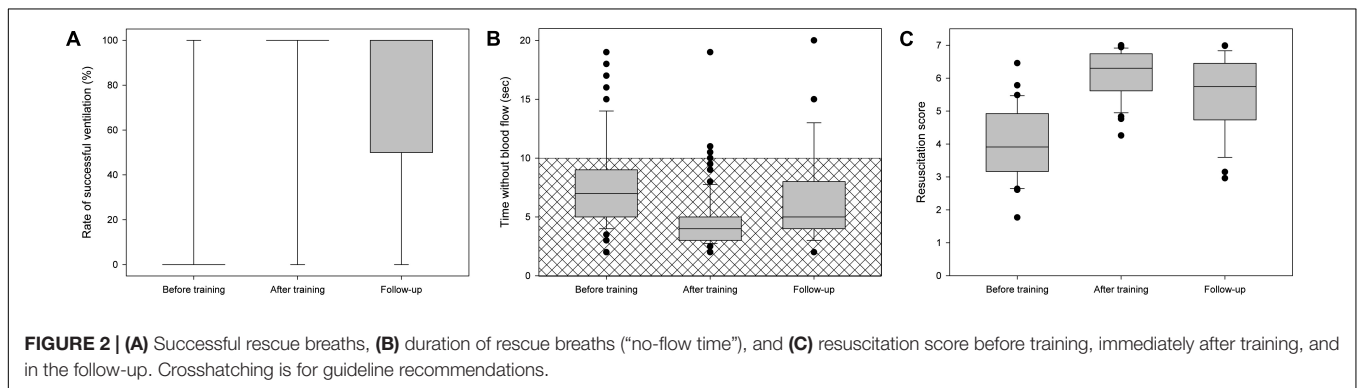 A
Rate of successful ventilation (%)
100
80
60
40
20
0
Before training
After training
Follow-up
B
Time without blood flow (sec)
20
15
10
5
0
Before training
After training
Follow-up
C
Resuscitation score
7
6
5
4
3
2
1
0
Before training
After training
Follow-up
FIGURE 2 | (A) Successful rescue breaths, (B) duration of rescue breaths (“no-flow time”), and (C) resuscitation score before training, immediately after training, and
in the follow-up. Crosshatching is for guideline recommendations.